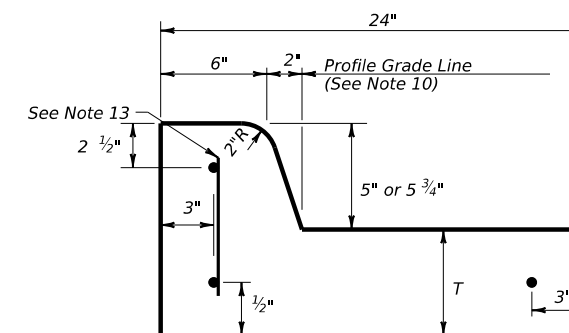 24"
6"
2"
Profile Grade Line
(See Note 10)
See Note 13
2 ½"
2"R
5" or 5 ¾"
3"
½"
T
3"